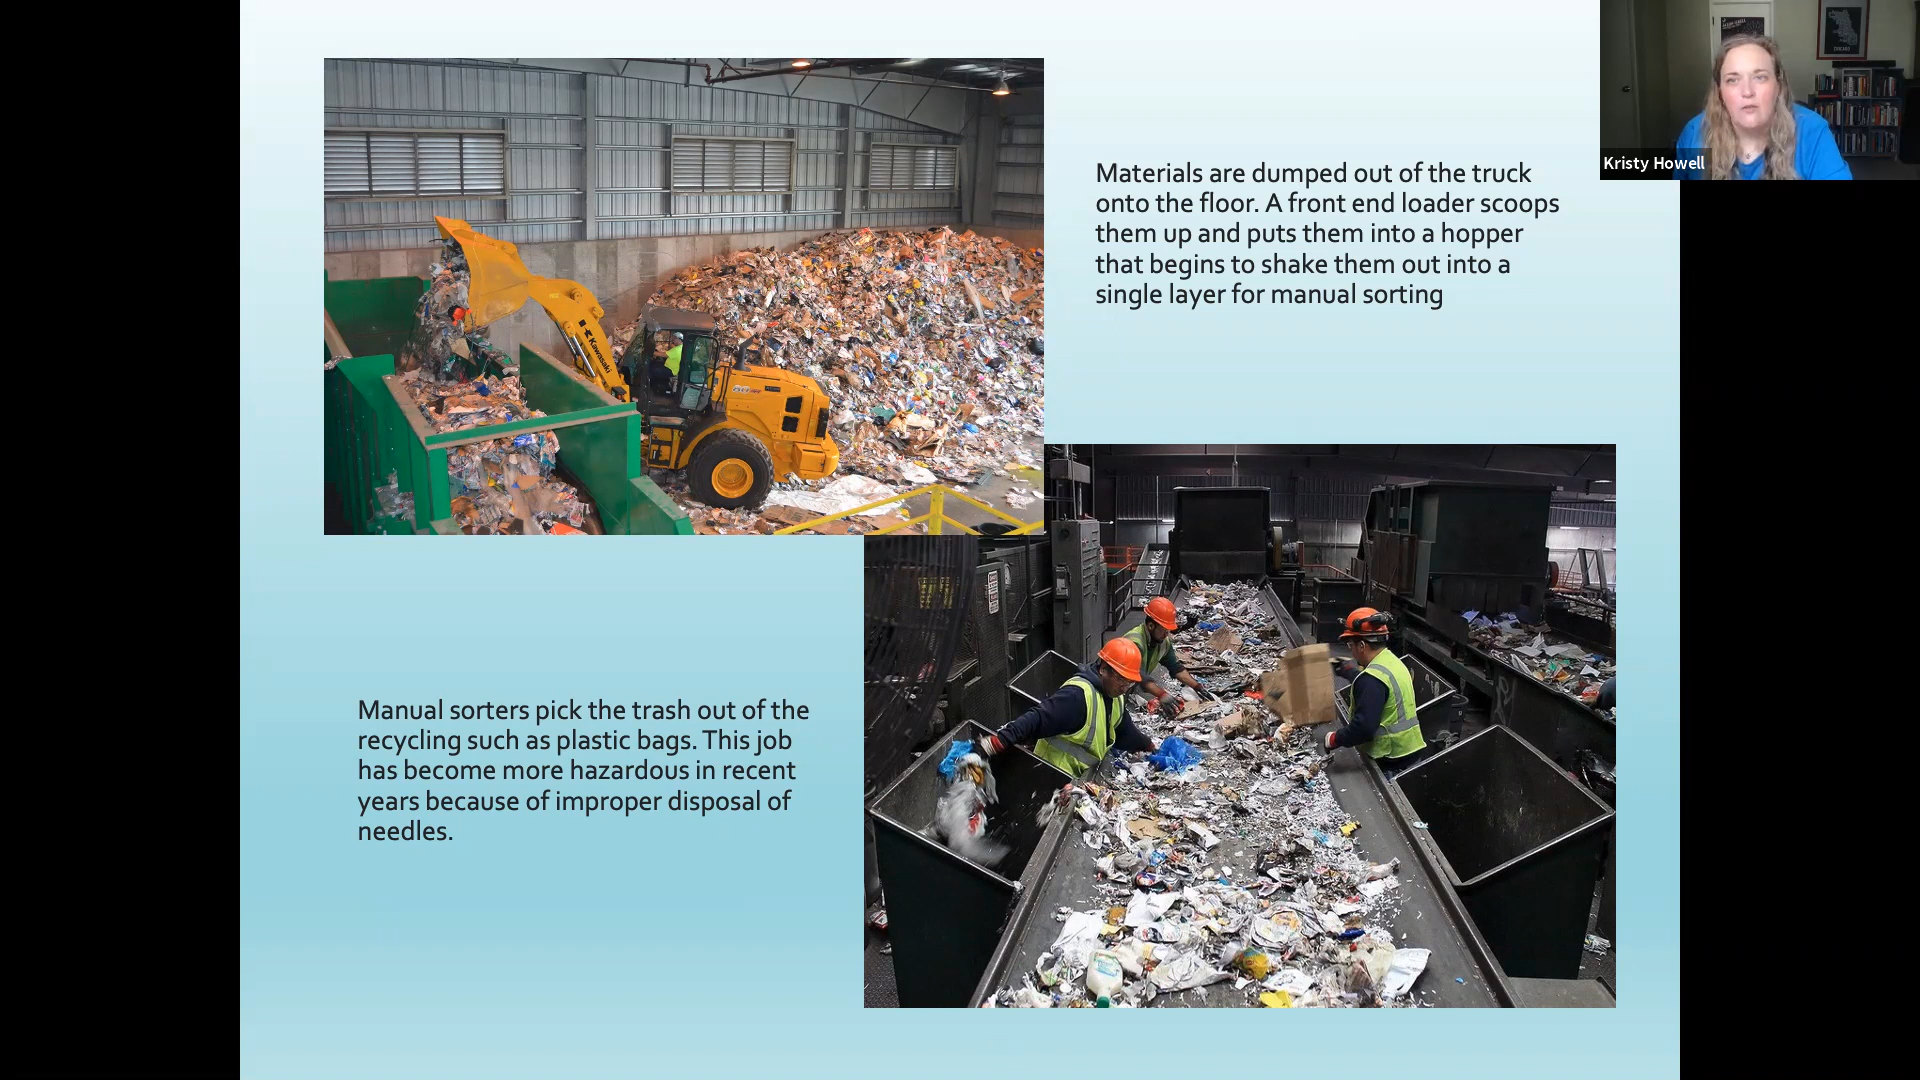 Kristy Howell
Materials are dumped out of the truck
onto the floor. A front end loader scoops
them up and puts them into a hopper
that begins to shake them out into a
single layer for manual sorting
Kawasaki
Manual sorters pick the trash out of the
recycling such as plastic bags. This job
has become more hazardous in recent
years because of improper disposal of
needles.